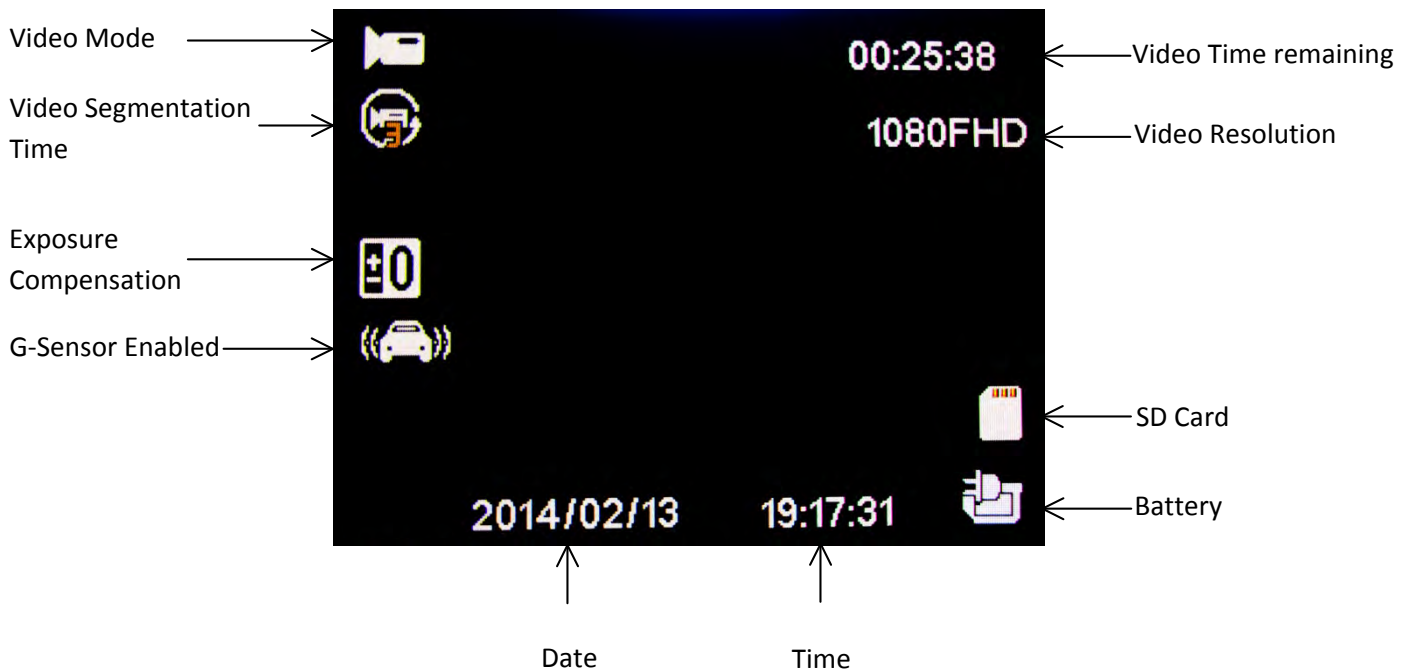 Video Mode
00:25:38
Video Time remaining
Video Segmentation
Time
3
1080FHD
Video Resolution
Exposure
Compensation
±0
G-Sensor Enabled
SD Card
2014/02/13
19:17:31
Battery
Date
Time